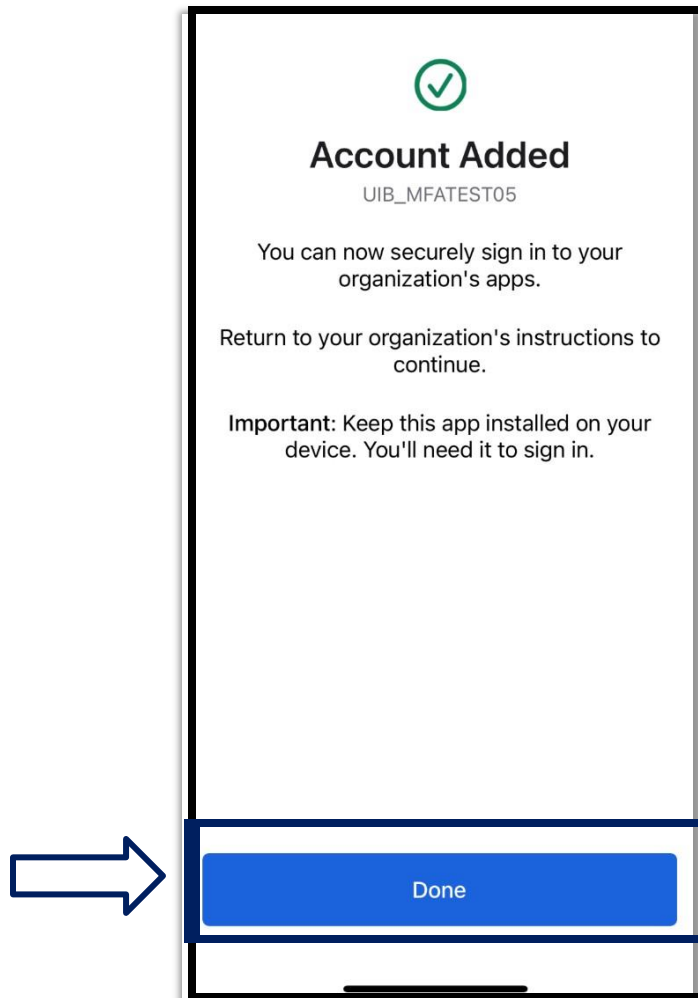 Account Added
UIB_MFATEST05
You can now securely sign in to your
organization's apps.
Return to your organization's instructions to
continue.
Important: Keep this app installed on your
device. You'll need it to sign in.
Done